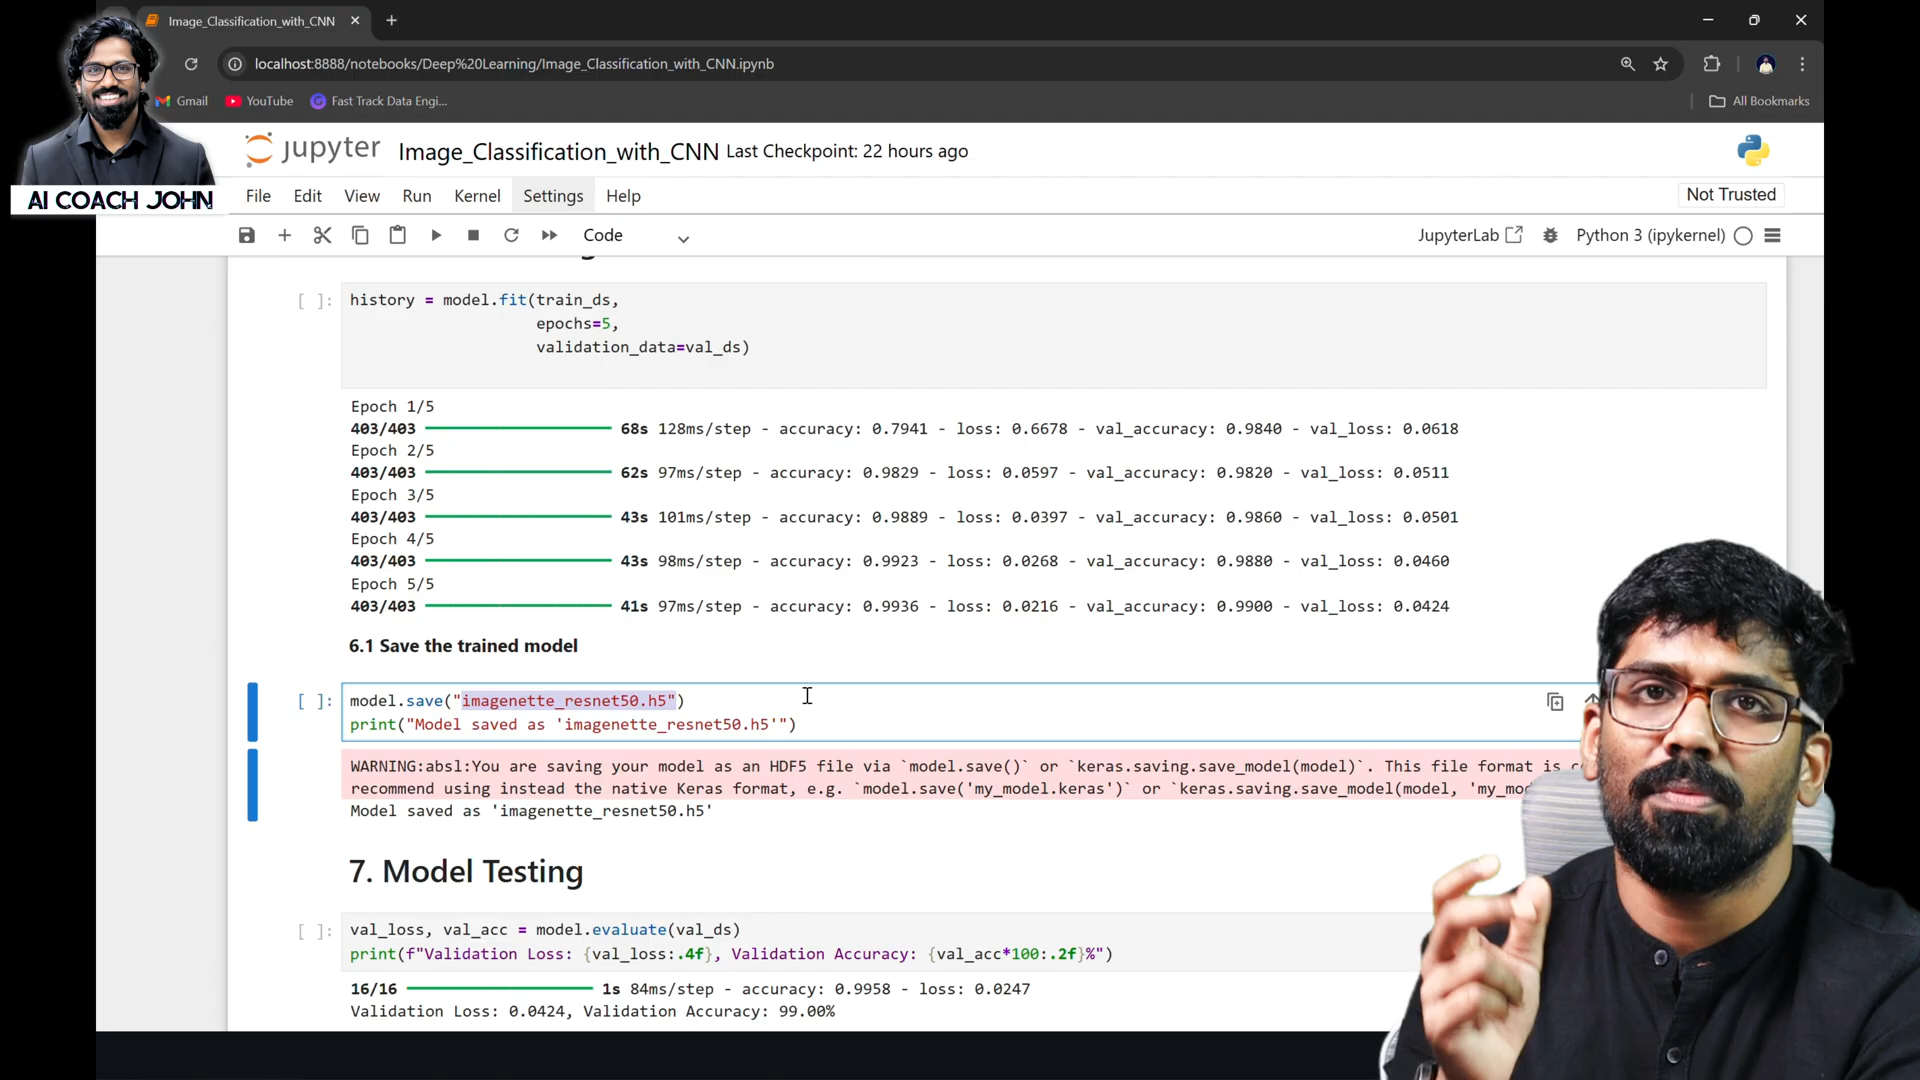 Image_Classification_with_CNN
localhost:8888/notebooks/Deep%20Learning/Image_Classification_with_CNN.ipynb
Gmail
YouTube
Fast Track Data Engi...
All Bookmarks
AI COACH JOHN
jupyter
Image_Classification_with_CNN Last Checkpoint: 22 hours ago
File Edit View Run Kernel Settings Help
Not Trusted
Code
JupyterLab
Python 3 (ipykernel)
[ ]: history = model.fit(train_ds,
epochs=5,
validation_data=val_ds)
Epoch 1/5
403/403 68s 128ms/step - accuracy: 0.7941 - loss: 0.6678 - val_accuracy: 0.9840 - val_loss: 0.0618
Epoch 2/5
403/403 62s 97ms/step - accuracy: 0.9829 - loss: 0.0597 - val_accuracy: 0.9820 - val_loss: 0.0511
Epoch 3/5
403/403 43s 101ms/step - accuracy: 0.9889 - loss: 0.0397 - val_accuracy: 0.9860 - val_loss: 0.0501
Epoch 4/5
403/403 43s 98ms/step - accuracy: 0.9923 - loss: 0.0268 - val_accuracy: 0.9880 - val_loss: 0.0460
Epoch 5/5
403/403 41s 97ms/step - accuracy: 0.9936 - loss: 0.0216 - val_accuracy: 0.9900 - val_loss: 0.0424
6.1 Save the trained model
[ ]: model.save("imagenette_resnet50.h5")
print("Model saved as 'imagenette_resnet50.h5'")
WARNING:absl:You are saving your model as an HDF5 file via `model.save()` or `keras.saving.save_model(model)`. This file format is
recommend using instead the native Keras format, e.g. `model.save('my_model.keras')` or `keras.saving.save_model(model,
Model saved as 'imagenette_resnet50.h5'
7. Model Testing
[ ]: val_loss, val_acc = model.evaluate(val_ds)
print(f"Validation Loss: {val_loss:.4f}, Validation Accuracy: {val_acc*100:.2f}%")
16/16 1s 84ms/step - accuracy: 0.9958 - loss: 0.0247
Validation Loss: 0.0424, Validation Accuracy: 99.00%